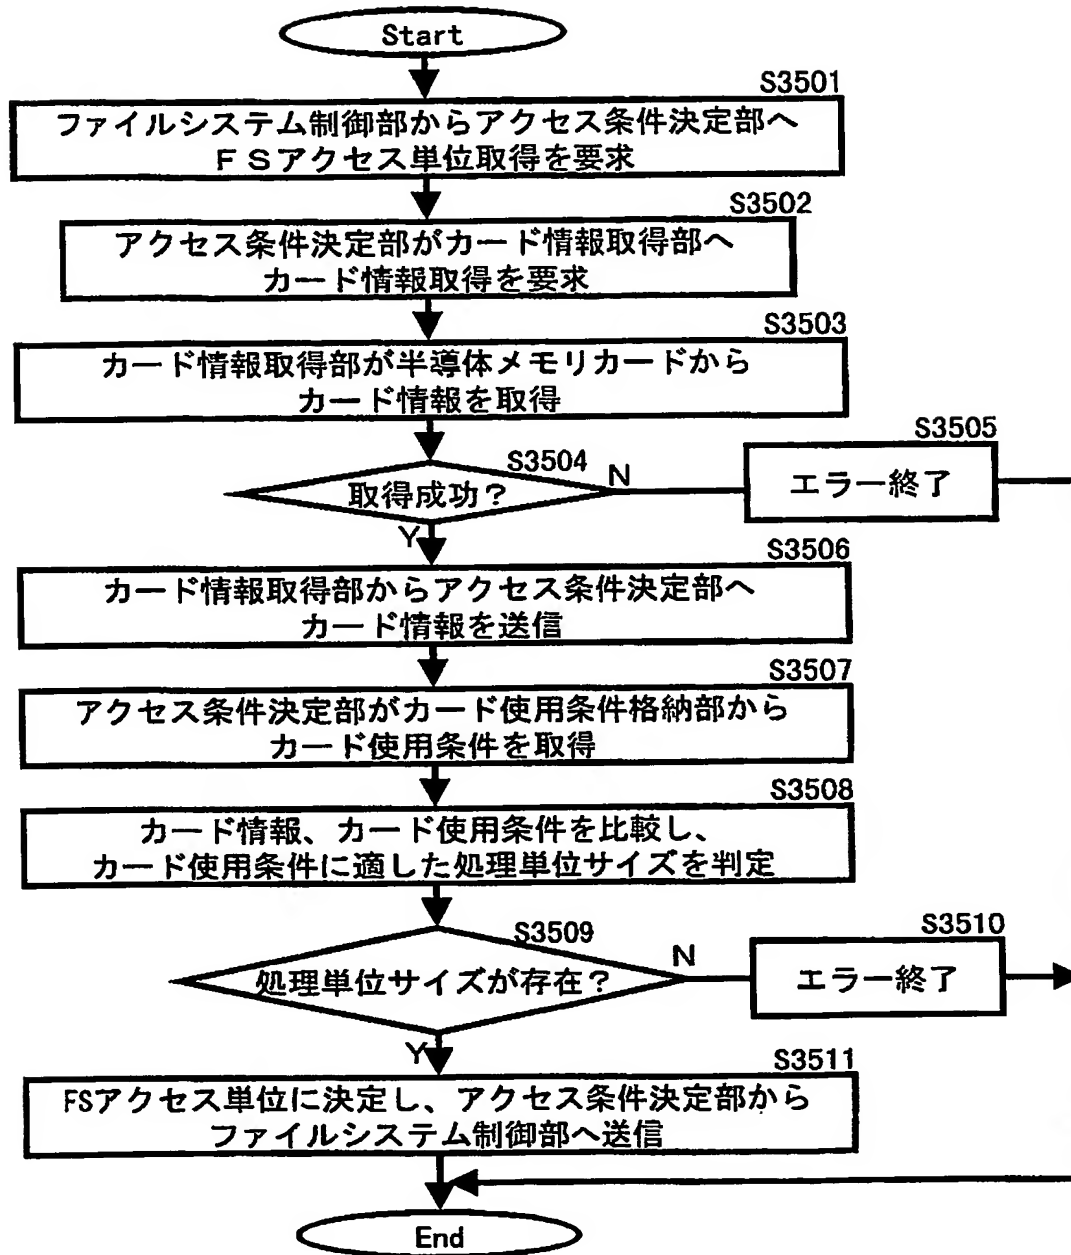 Start
S3501
ファイルシステム制御部からアクセス条件決定部へ
ＦＳアクセス単位取得を要求
S3502
アクセス条件決定部がカード情報取得部へ
カード情報取得を要求
S3503
カード情報取得部が半導体メモリカードから
カード情報を取得
S3504
取得成功？
N
S3505
エラー終了
Y
S3506
カード情報取得部からアクセス条件決定部へ
カード情報を送信
S3507
アクセス条件決定部がカード使用条件格納部から
カード使用条件を取得
S3508
カード情報、カード使用条件を比較し、
カード使用条件に適した処理単位サイズを判定
S3509
処理単位サイズが存在？
N
S3510
エラー終了
Y
S3511
FSアクセス単位に決定し、アクセス条件決定部から
ファイルシステム制御部へ送信
End